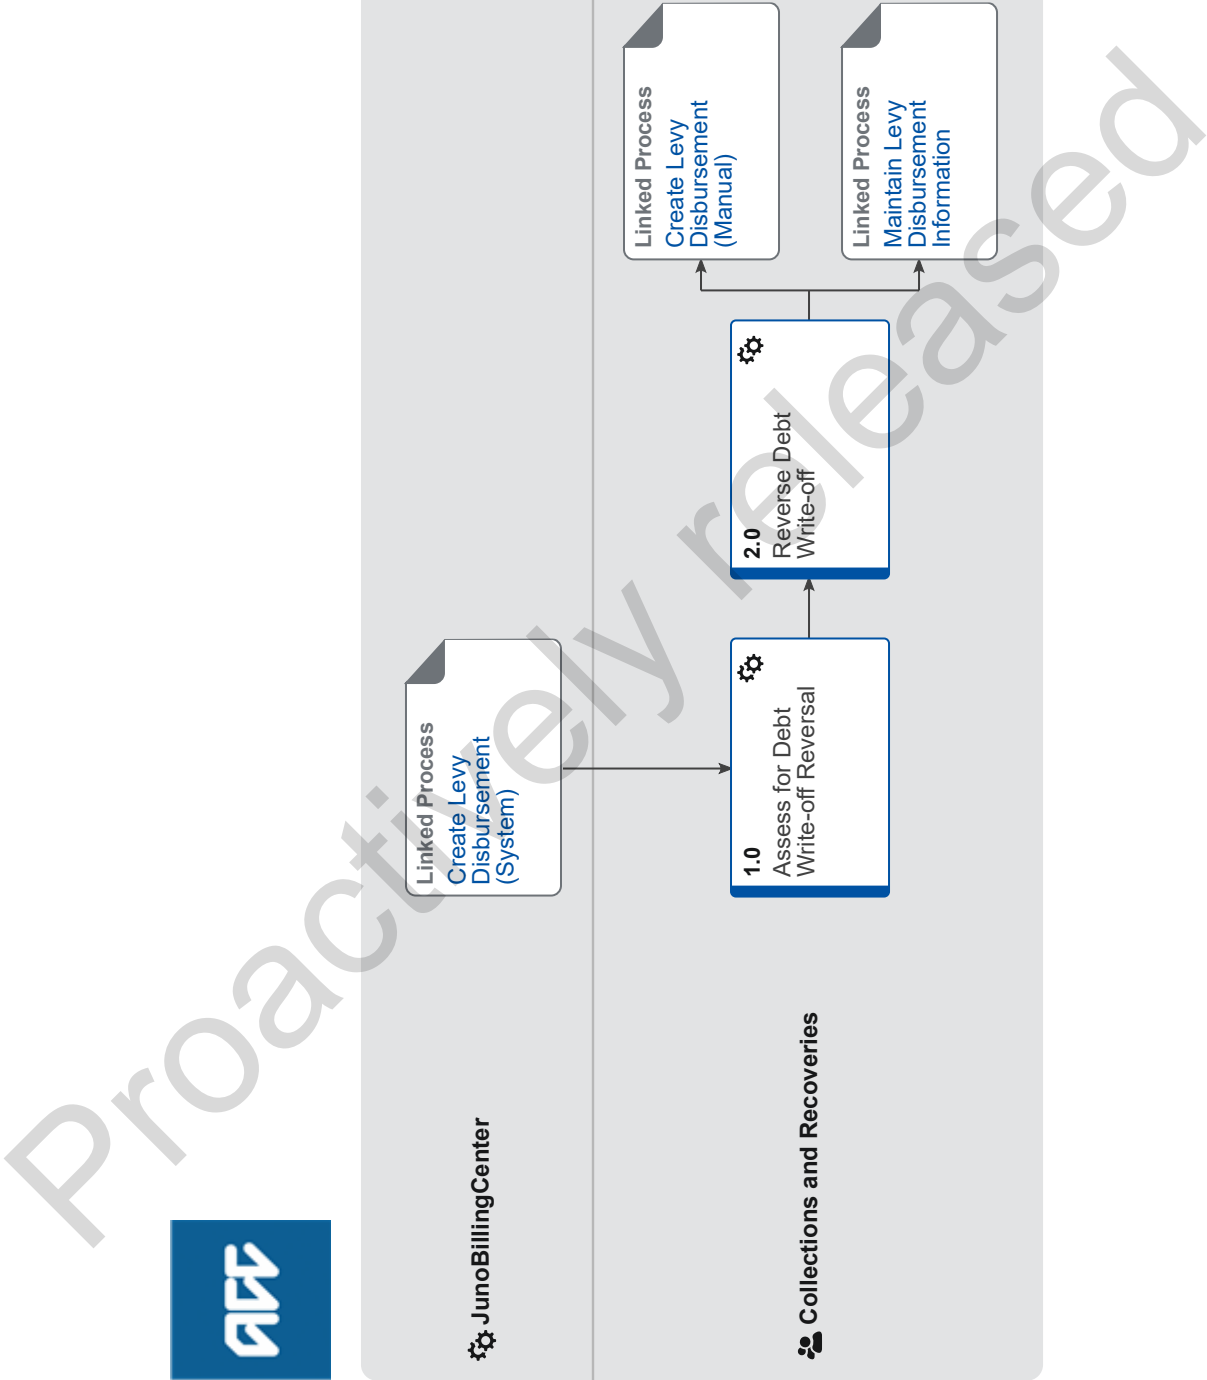 acc
JunoBillingCenter
Linked Process
Create Levy
Disbursement
(System)
Collections and Recoveries
1.0
Assess for Debt
Write-off Reversal
2.0
Reverse Debt
Write-off
Linked Process
Create Levy
Disbursement
(Manual)
Linked Process
Maintain Levy
Disbursement
Information
Proactively released